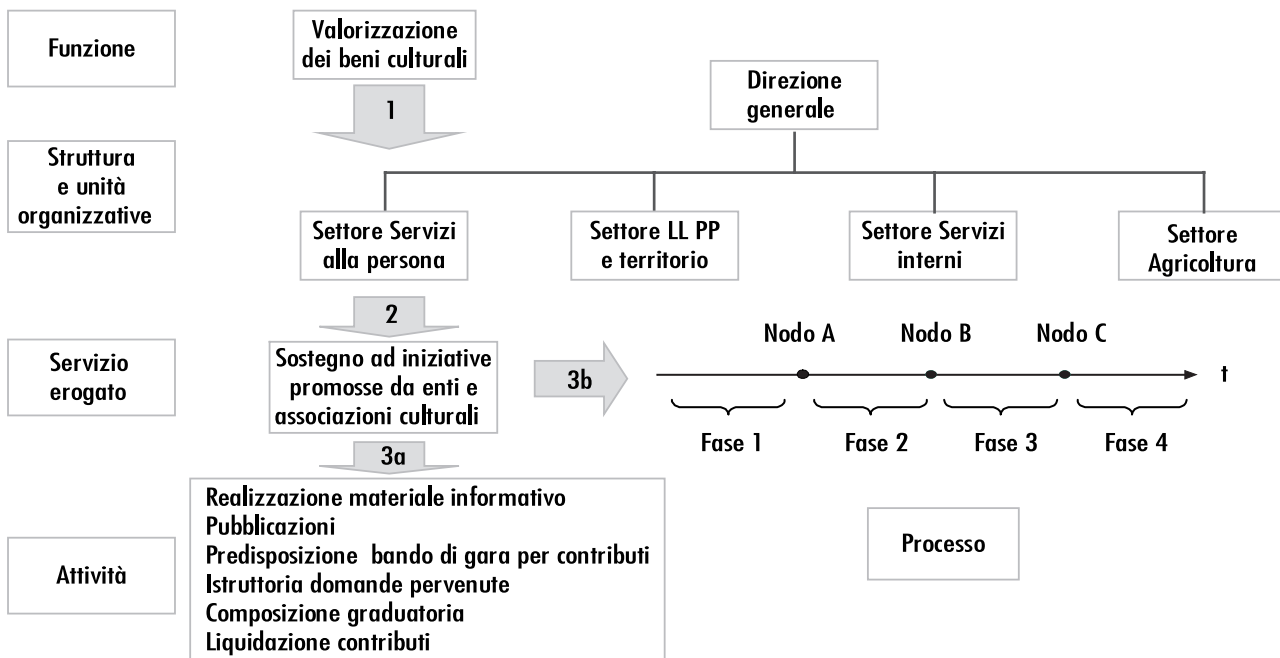 Funzione
Valorizzazione
dei beni culturali
1
Direzione
generale
Struttura
e unità
organizzative
Settore Servizi
alla persona
Settore LL PP
e territorio
Settore Servizi
interni
Settore
Agricoltura
2
Servizio
erogato
Sostegno ad iniziative
promosse da enti e
associazioni culturali
3b
Nodo A
Nodo B
Nodo C
t
Fase 1
Fase 2
Fase 3
Fase 4
3a
Attività
Realizzazione materiale informativo
Pubblicazioni
Predisposizione bando di gara per contributi
Istruttoria domande pervenute
Composizione graduatoria
Liquidazione contributi
Processo